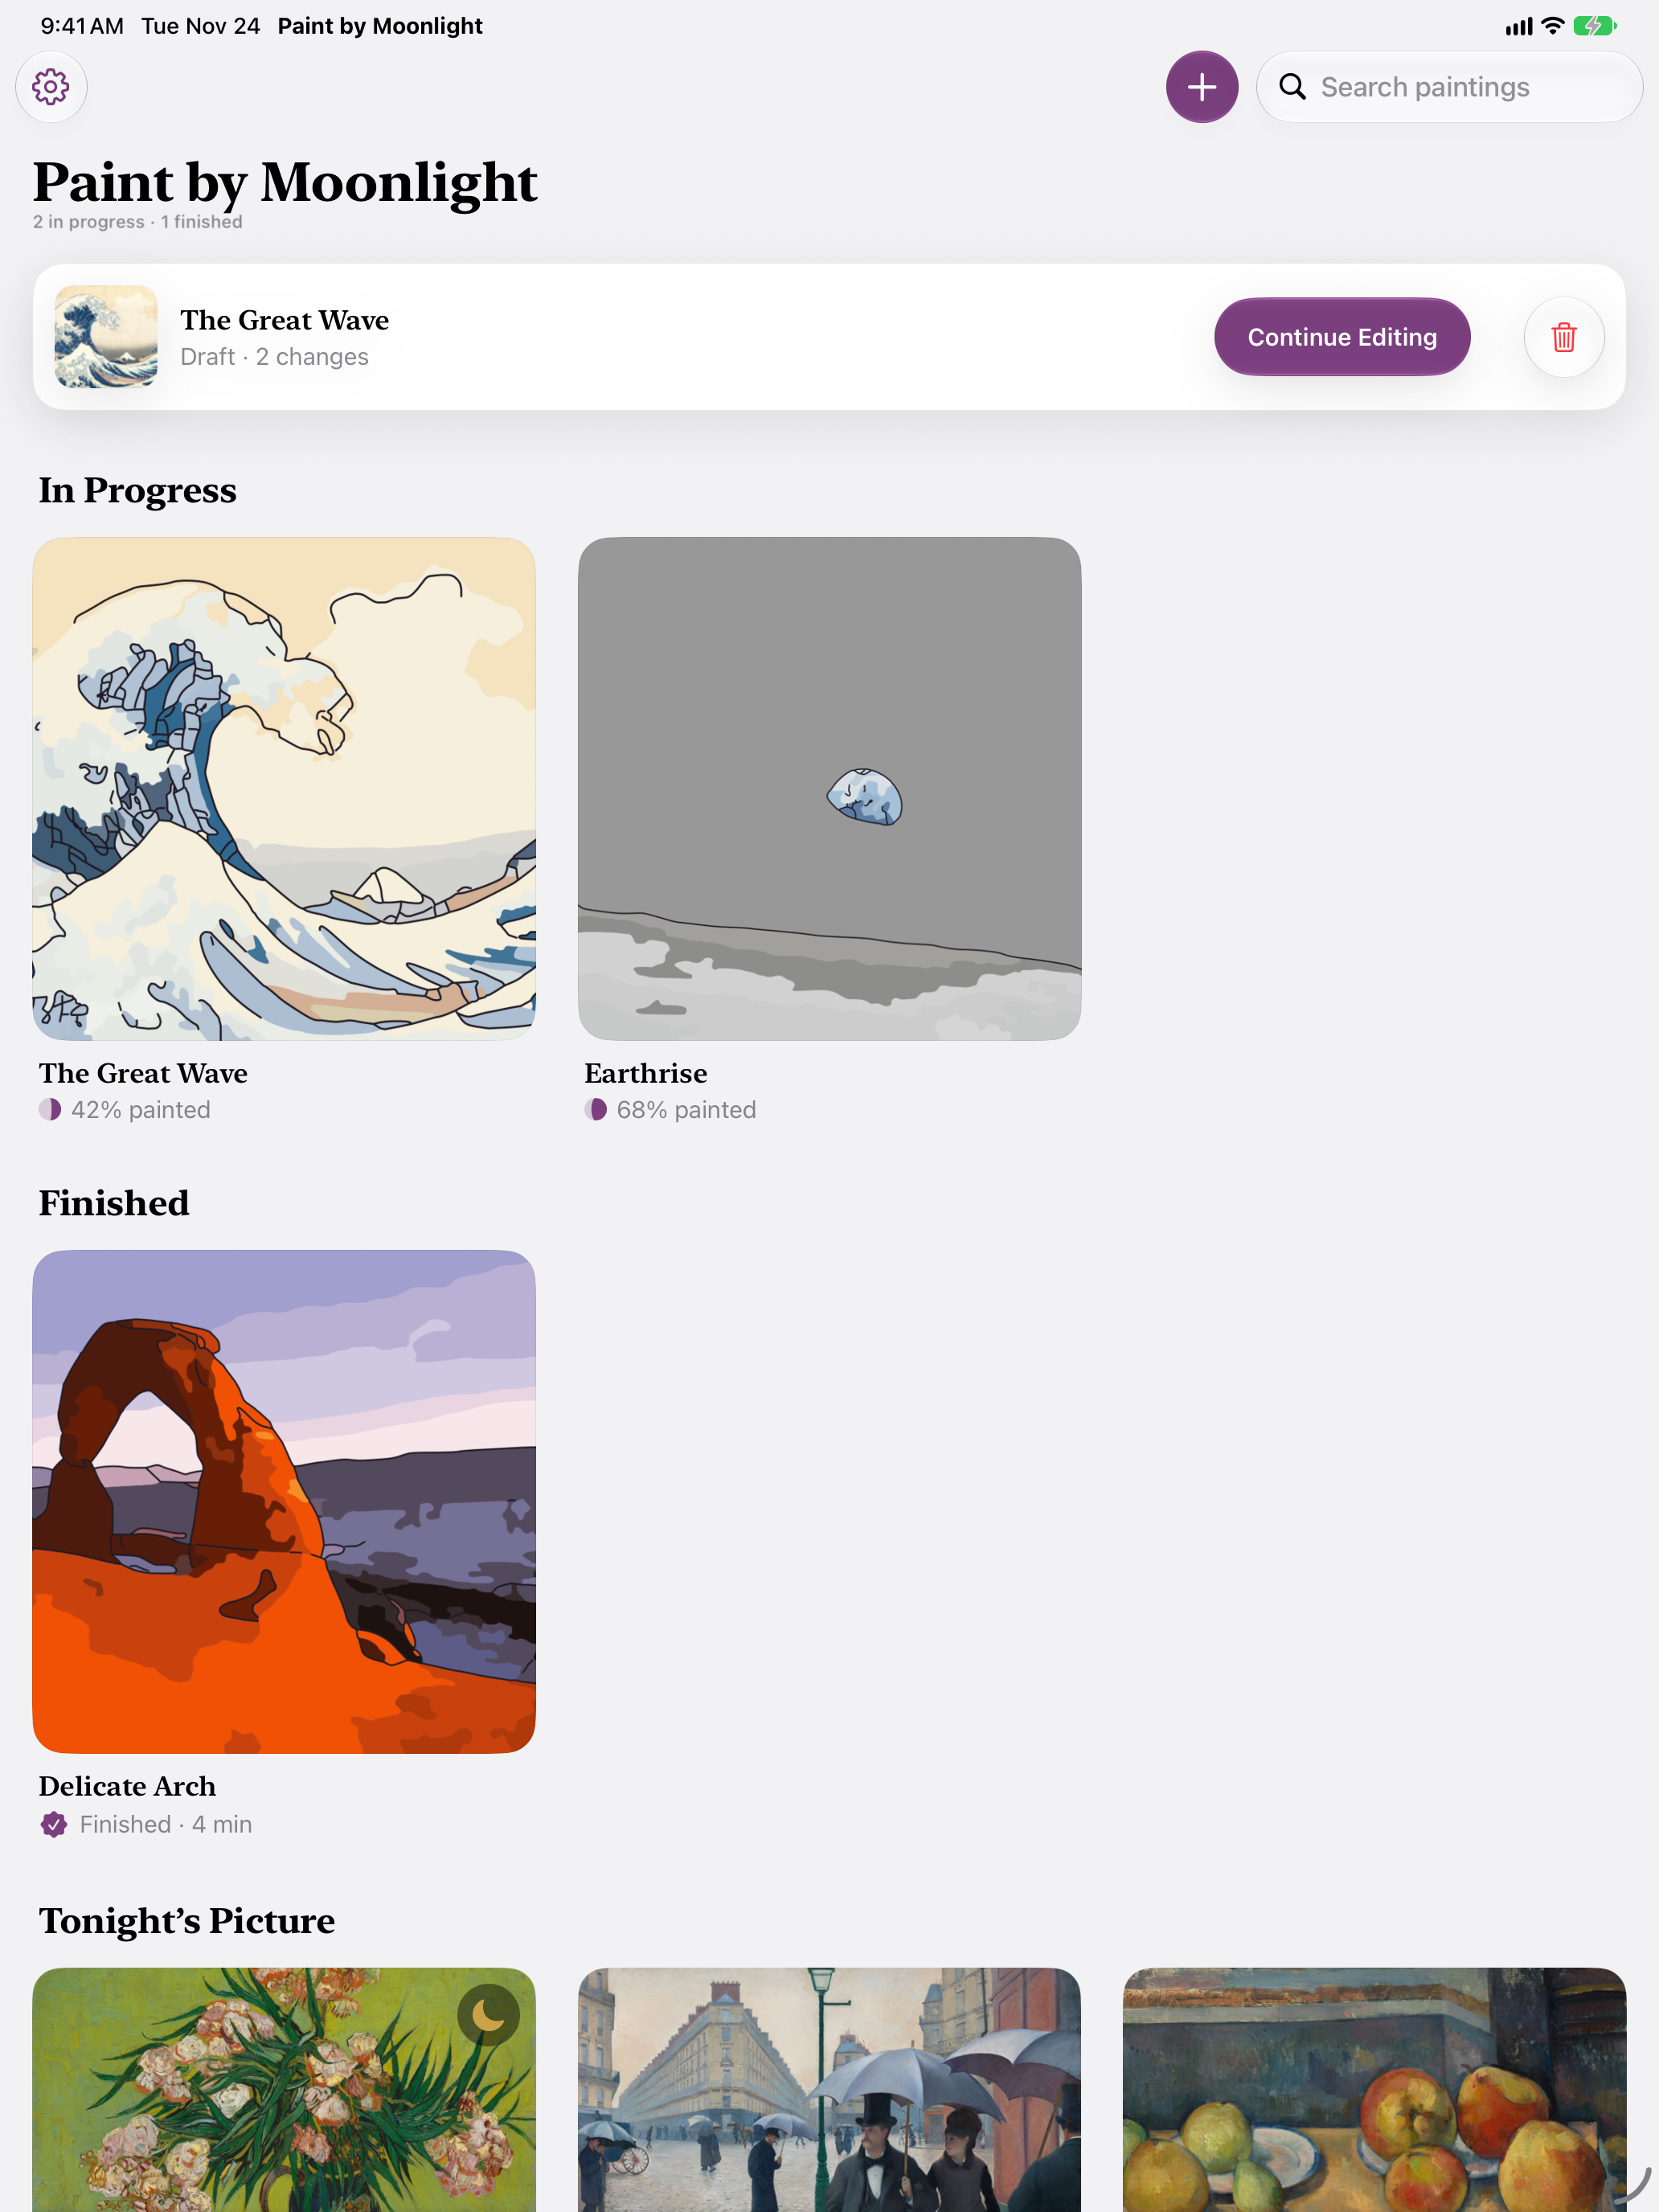 9:41 AM Tue Nov 24 Paint by Moonlight
Search paintings
Paint by Moonlight
2 in progress · 1 finished
The Great Wave
Draft · 2 changes
Continue Editing
In Progress
The Great Wave
42% painted
Earthrise
68% painted
Finished
Delicate Arch
Finished · 4 min
Tonight’s Picture